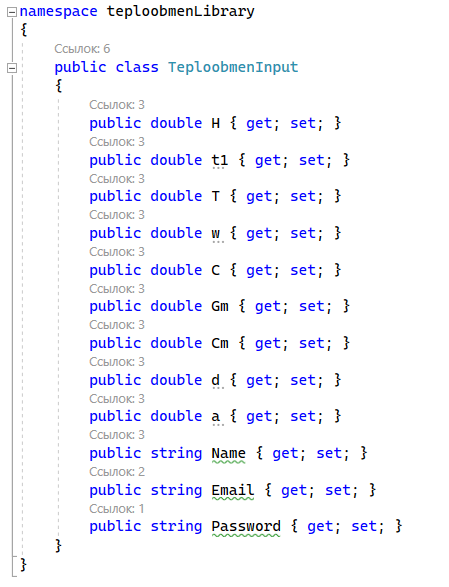 namespace teploobmenLibrary
{
Ссылок: 6
public class TeploobmenInput
{
Ссылок: 3
public double H { get; set; }
Ссылок: 3
public double t1 { get; set; }
Ссылок: 3
public double T { get; set; }
Ссылок: 3
public double w { get; set; }
Ссылок: 3
public double C { get; set; }
Ссылок: 3
public double Gm { get; set; }
Ссылок: 3
public double Cm { get; set; }
Ссылок: 3
public double d { get; set; }
Ссылок: 3
public double a { get; set; }
Ссылок: 3
public string Name { get; set; }
Ссылок: 2
public string Email { get; set; }
Ссылок: 1
public string Password { get; set; }
}
}